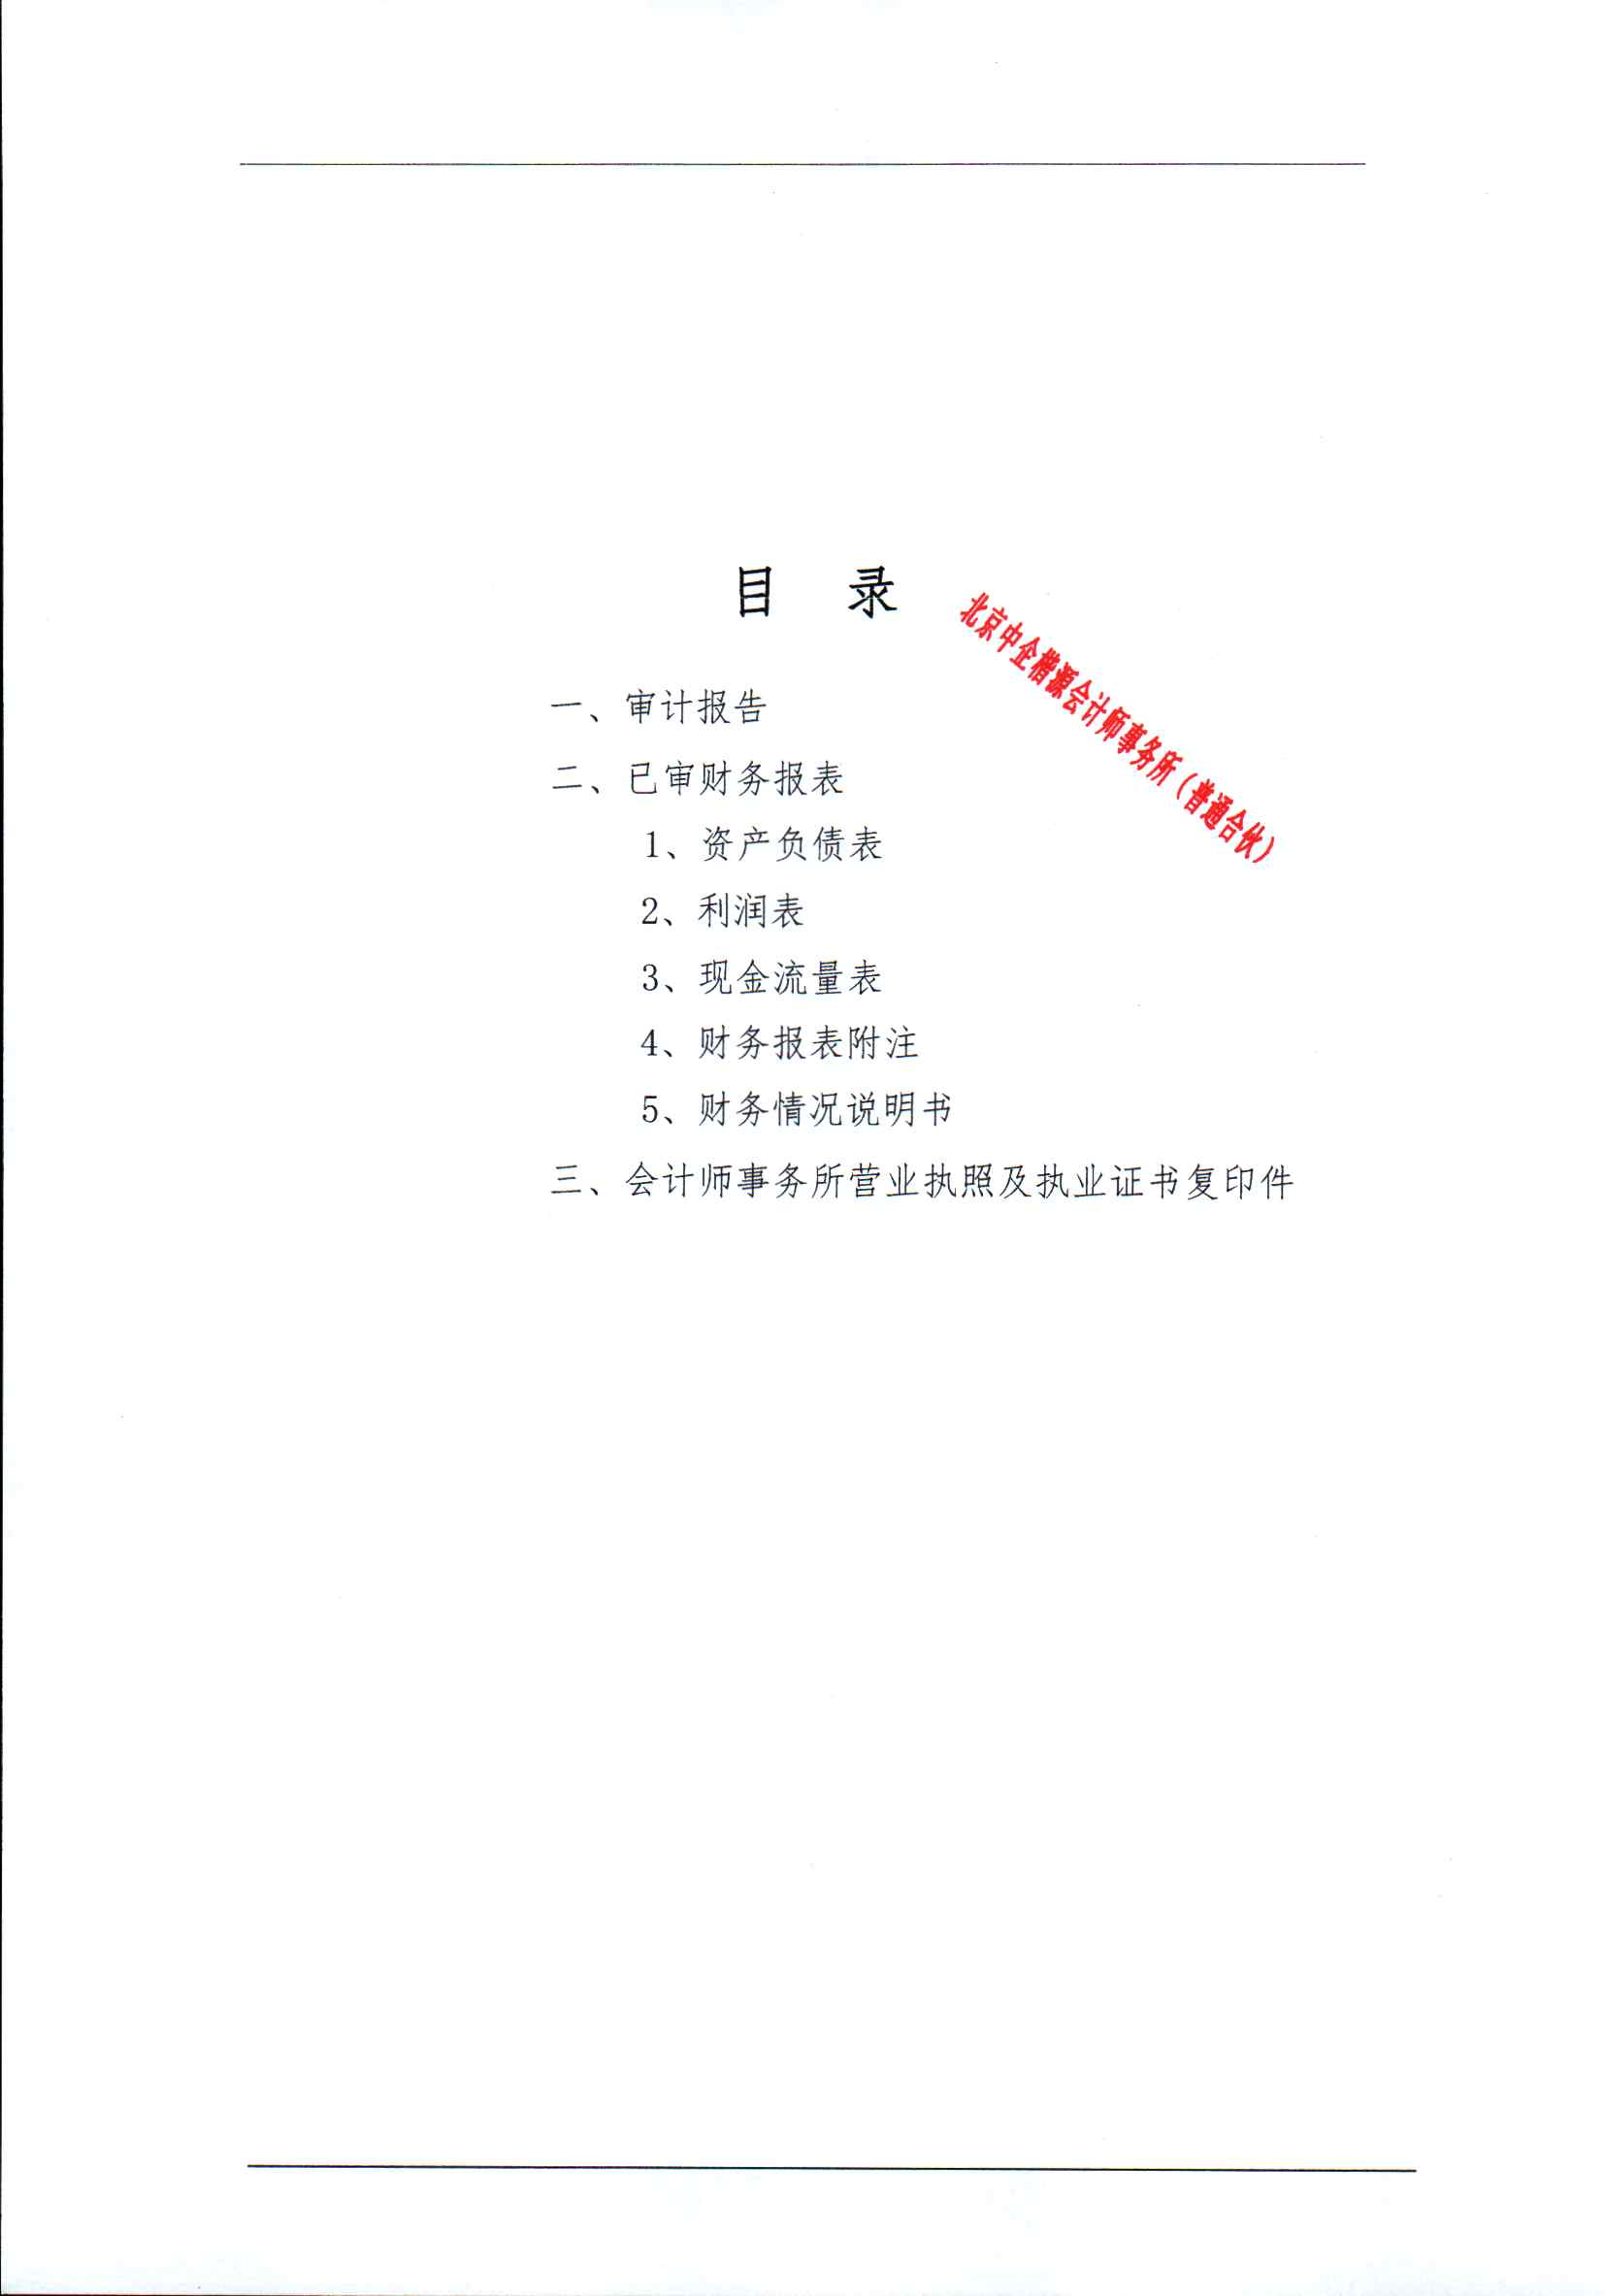 目 录
北京中企楷源会计师事务所（普通合伙）
一、审计报告
二、已审财务报表
1、资产负债表
2、利润表
3、现金流量表
4、财务报表附注
5、财务情况说明书
三、会计师事务所营业执照及执业证书复印件